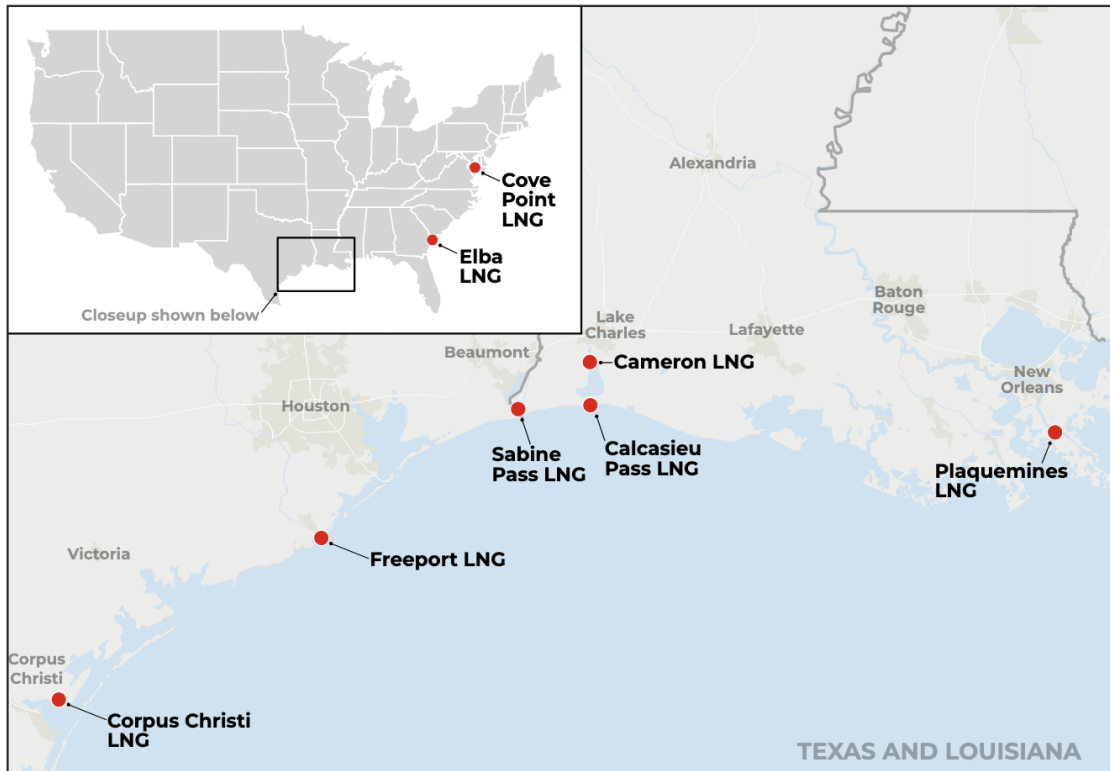 Cove
Point
LNG
Elba
LNG
Closeup shown below
Alexandria
Baton
Rouge
Lake
Charles
Lafayette
Beaumont
Cameron LNG
New
Orleans
Houston
Sabine
Pass LNG
Calcasieu
Pass LNG
Plaquemines
LNG
Victoria
Freeport LNG
Corpus
Christi
Corpus Christi
LNG
TEXAS AND LOUISIANA